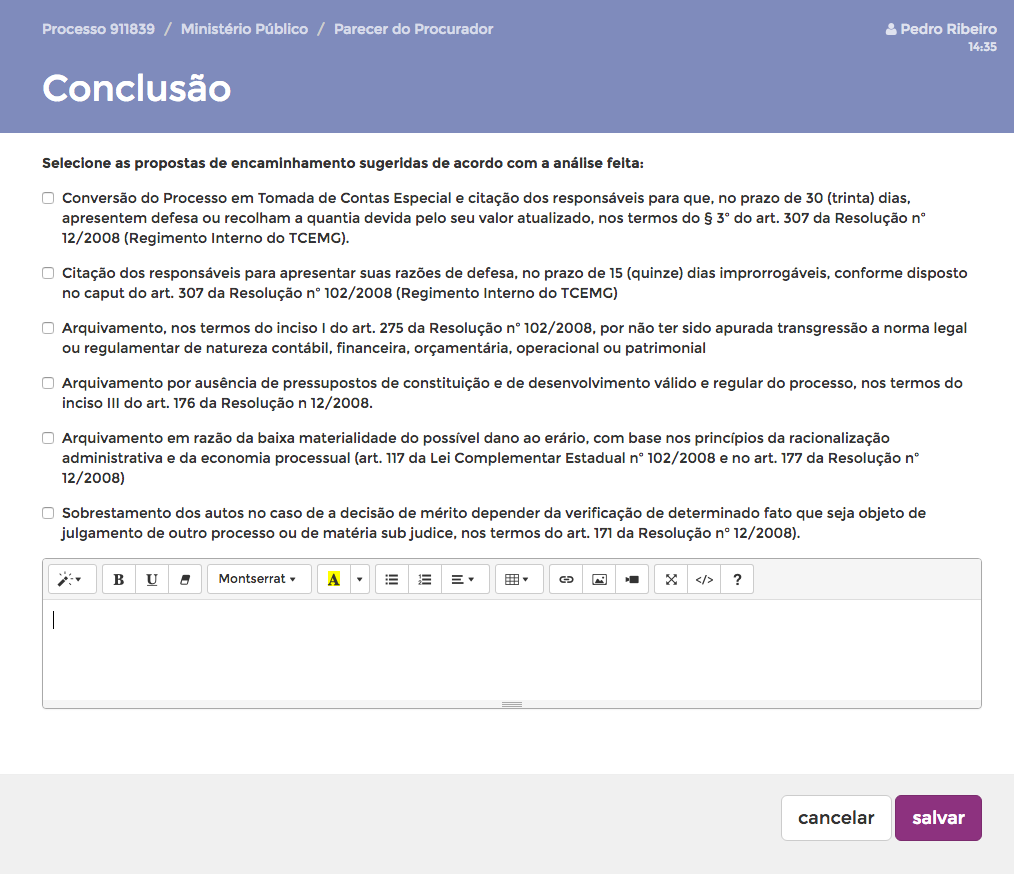 Processo 911839 / Ministério Público / Parecer do Procurador
Pedro Ribeiro
14:35
Conclusão
Selecione as propostas de encaminhamento sugeridas de acordo com a análise feita:
Conversão do Processo em Tomada de Contas Especial e citação dos responsáveis para que, no prazo de 30 (trinta) dias,
apresentem defesa ou recolham a quantia devida pelo seu valor atualizado, nos termos do § 3° do art. 307 da Resolução n°
12/2008 (Regimento Interno do TCEMG).
Citação dos responsáveis para apresentar suas razões de defesa, no prazo de 15 (quinze) dias improrrogáveis, conforme disposto
no caput do art. 307 da Resolução n° 102/2008 (Regimento Interno do TCEMG)
Arquivamento, nos termos do inciso I do art. 275 da Resolução n° 102/2008, por não ter sido apurada transgressão a norma legal
ou regulamentar de natureza contábil, financeira, orçamentária, operacional ou patrimonial
Arquivamento por ausência de pressupostos de constituição e de desenvolvimento válido e regular do processo, nos termos do
inciso III do art. 176 da Resolução n 12/2008.
Arquivamento em razão da baixa materialidade do possível dano ao erário, com base nos princípios da racionalização
administrativa e da economia processual (art. 117 da Lei Complementar Estadual n° 102/2008 e no art. 177 da Resolução n°
12/2008)
Sobrestamento dos autos no caso de a decisão de mérito depender da verificação de determinado fato que seja objeto de
julgamento de outro processo ou de matéria sub judice, nos termos do art. 171 da Resolução nº 12/2008).
B U Montserrat A </> ?
cancelar salvar